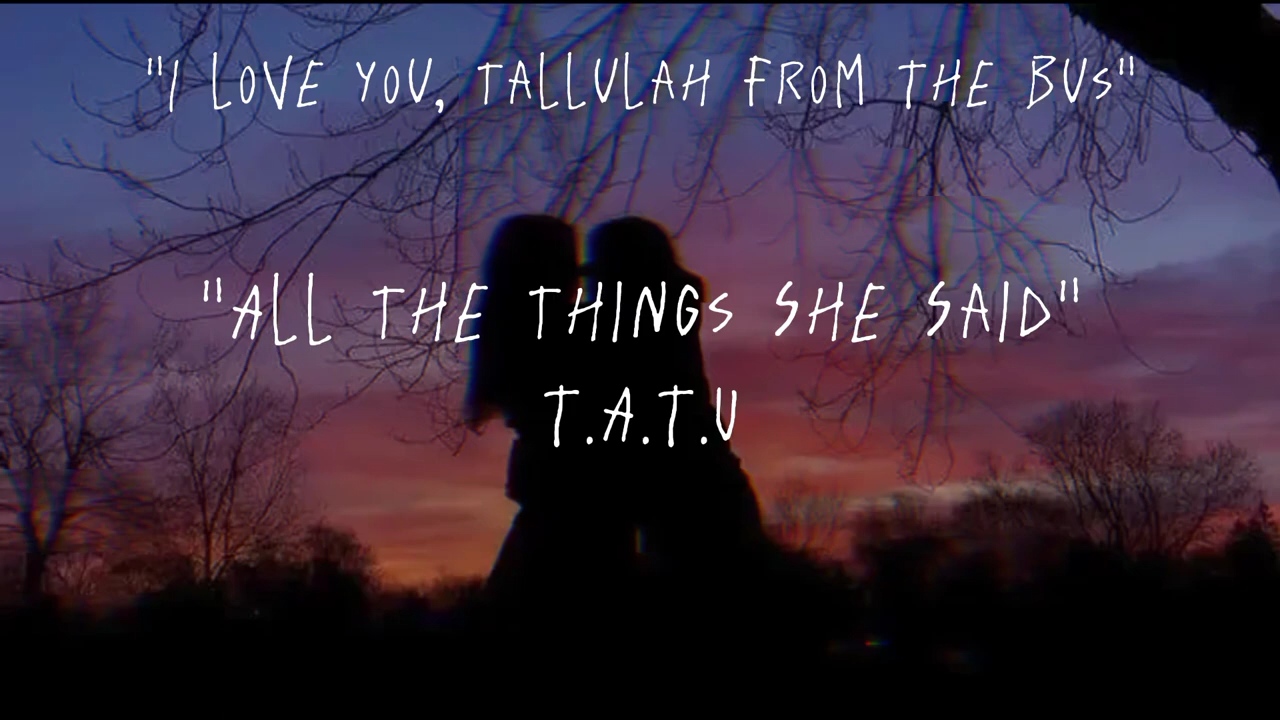 "I LOVE YOU, TALLULAH FROM THE BUS"
"ALL THE THINGS SHE SAID"
T.A.T.U